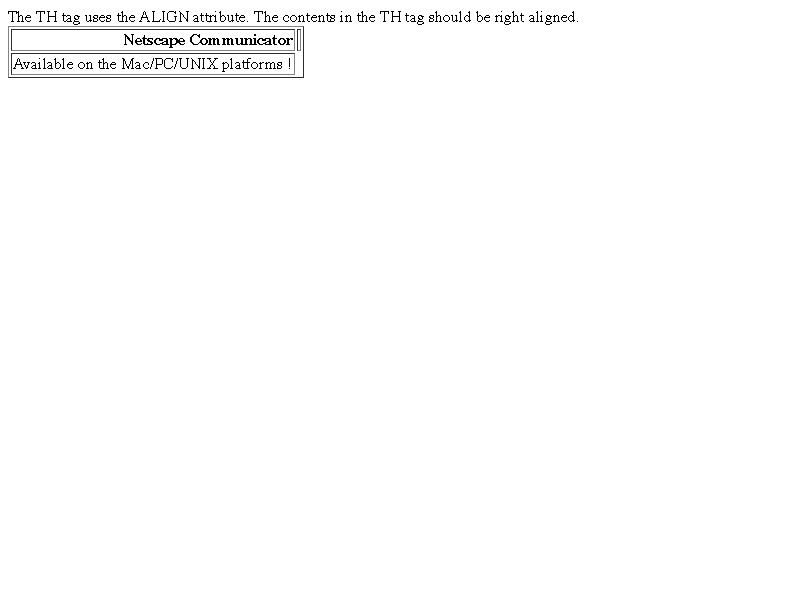 The TH tag uses the ALIGN attribute. The contents in the TH tag should be right aligned.
Netscape Communicator
Available on the Mac/PC/UNIX platforms !